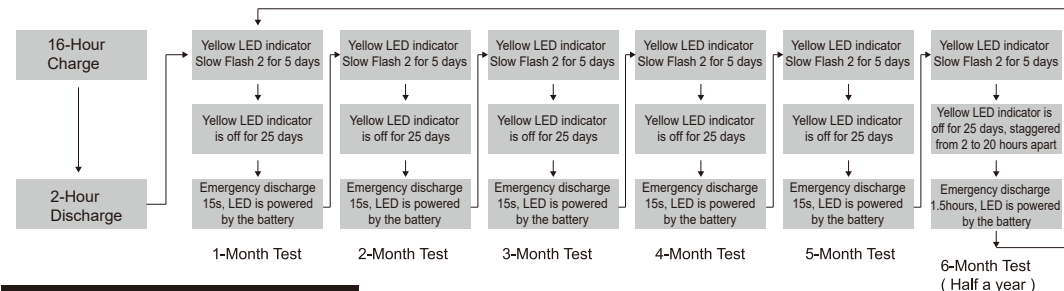 16-Hour
Charge
2-Hour
Discharge
Yellow LED indicator
Slow Flash 2 for 5 days
Yellow LED indicator
is off for 25 days
Emergency discharge
15s, LED is powered
by the battery
1-Month Test
Yellow LED indicator
Slow Flash 2 for 5 days
Yellow LED indicator
is off for 25 days
Emergency discharge
15s, LED is powered
by the battery
2-Month Test
Yellow LED indicator
Slow Flash 2 for 5 days
Yellow LED indicator
is off for 25 days
Emergency discharge
15s, LED is powered
by the battery
3-Month Test
Yellow LED indicator
Slow Flash 2 for 5 days
Yellow LED indicator
is off for 25 days
Emergency discharge
15s, LED is powered
by the battery
4-Month Test
Yellow LED indicator
Slow Flash 2 for 5 days
Yellow LED indicator
is off for 25 days
Emergency discharge
15s, LED is powered
by the battery
5-Month Test
Yellow LED indicator
Slow Flash 2 for 5 days
Yellow LED indicator is
off for 25 days, staggered
from 2 to 20 hours apart
Emergency discharge
1.5hours, LED is powered
by the battery
6-Month Test
( Half a year )